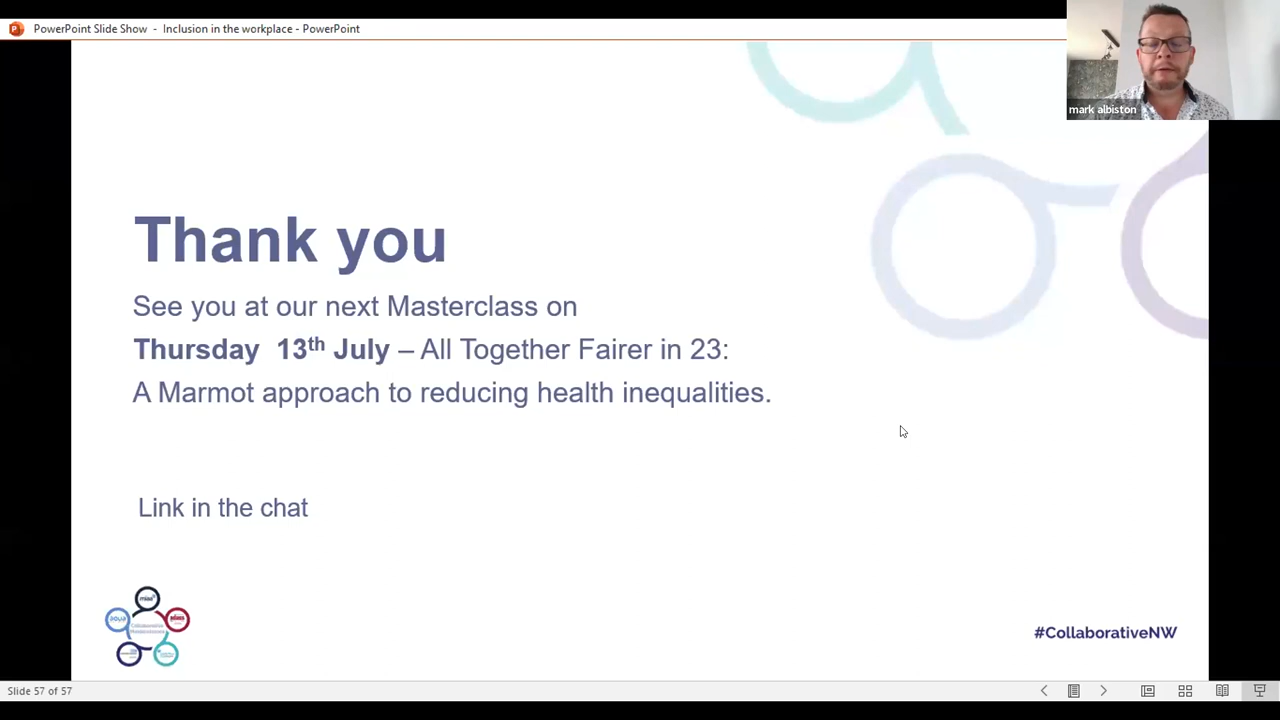 PowerPoint Slide Show - Inclusion in the workplace - PowerPoint
mark albiston
Thank you
See you at our next Masterclass on
Thursday 13th July – All Together Fairer in 23:
A Marmot approach to reducing health inequalities.
Link in the chat
mias
aqua
#CollaborativeNW
Slide 57 of 57